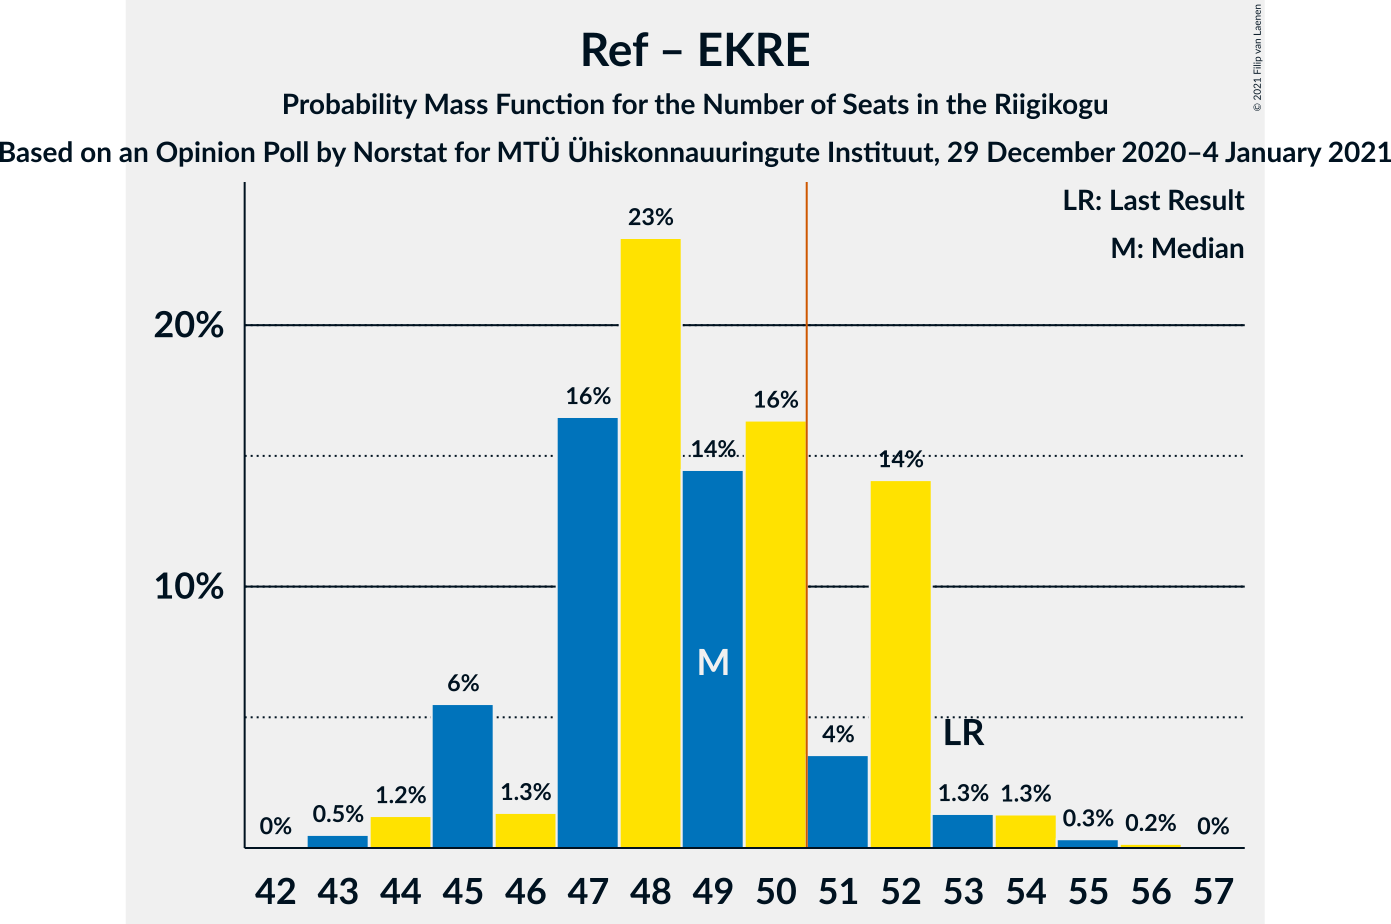 Ref – EKRE
Probability Mass Function for the Number of Seats in the Riigikogu
Based on an Opinion Poll by Norstat for MTÜ Ühiskonnauuringute Instituut, 29 December 2020–4 January 2021
© 2021 Filip van Laenen
LR: Last Result
M: Median
20%
10%
0%
0.5%
1.2%
6%
1.3%
16%
23%
14%
16%
4%
14%
1.3%
1.3%
0.3%
0.2%
0%
M
LR
42 43 44 45 46 47 48 49 50 51 52 53 54 55 56 57